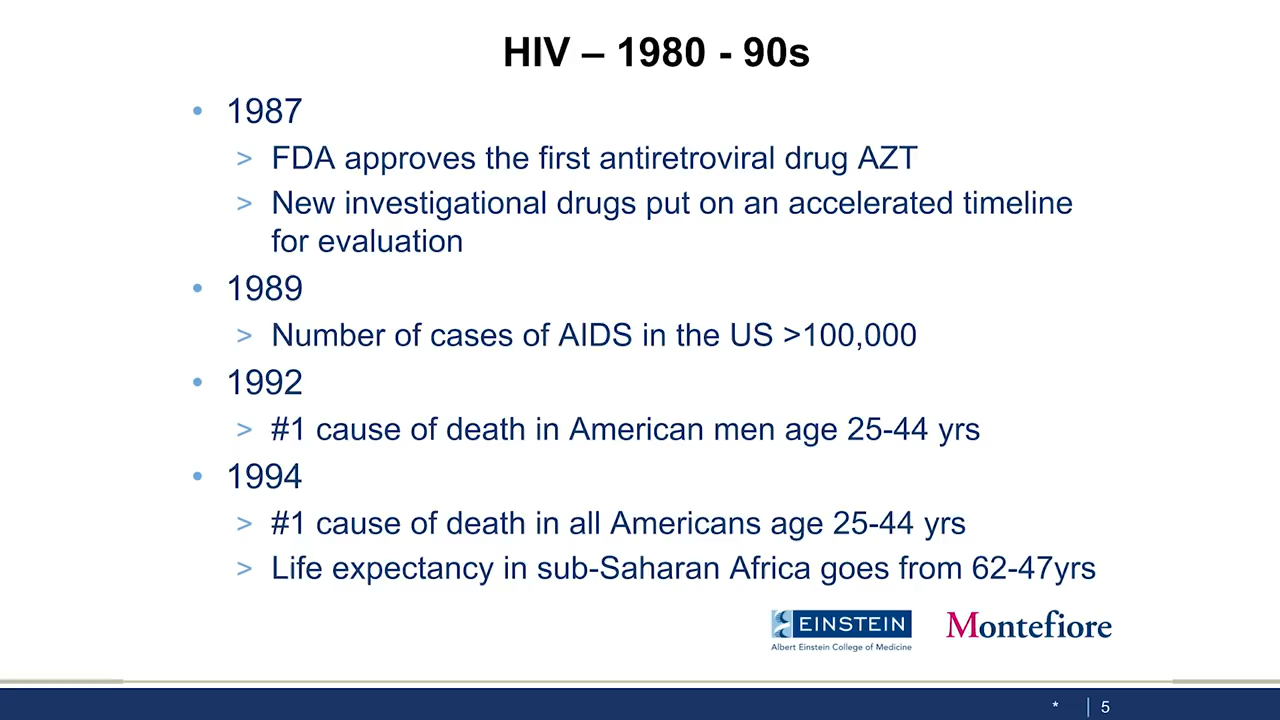 HIV – 1980 - 90s
• 1987
> FDA approves the first antiretroviral drug AZT
> New investigational drugs put on an accelerated timeline
for evaluation
• 1989
> Number of cases of AIDS in the US >100,000
• 1992
> #1 cause of death in American men age 25-44 yrs
• 1994
> #1 cause of death in all Americans age 25-44 yrs
> Life expectancy in sub-Saharan Africa goes from 62-47yrs
EINSTEIN
Albert Einstein College of Medicine
Montefiore
* | 5